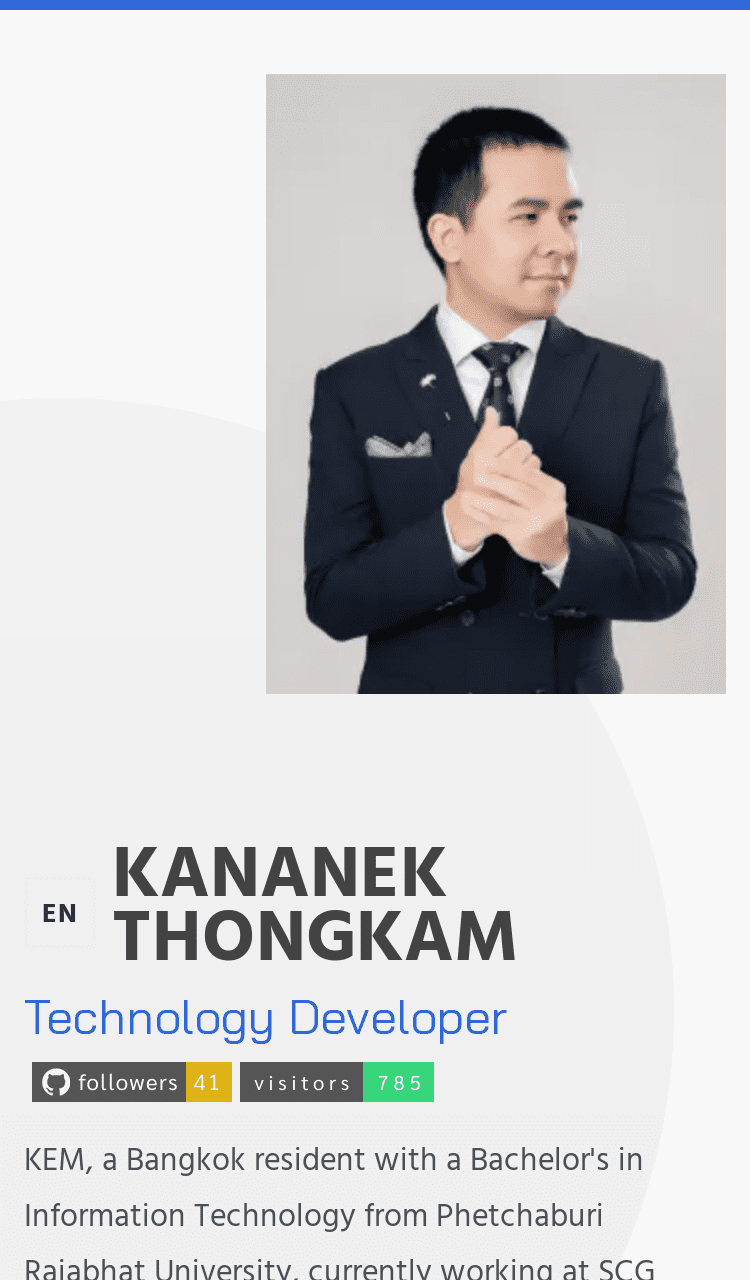 EN
KANANEK
THONGKAM
Technology Developer
followers 41 visitors 785
KEM, a Bangkok resident with a Bachelor's in
Information Technology from Phetchaburi
Rajabhat University, currently working at SCG